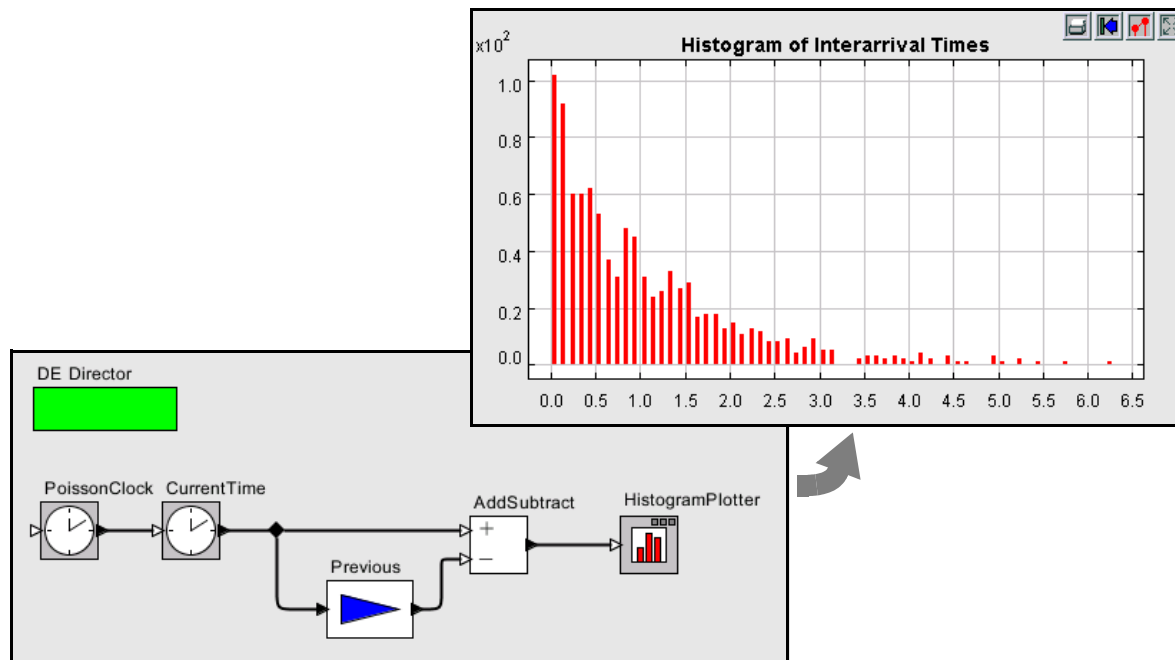 x10²
Histogram of Interarrival Times
1.0
0.8
0.6
0.4
0.2
0.0
0.0 0.5 1.0 1.5 2.0 2.5 3.0 3.5 4.0 4.5 5.0 5.5 6.0 6.5
DE Director
PoissonClock CurrentTime
AddSubtract
HistogramPlotter
+
−
Previous